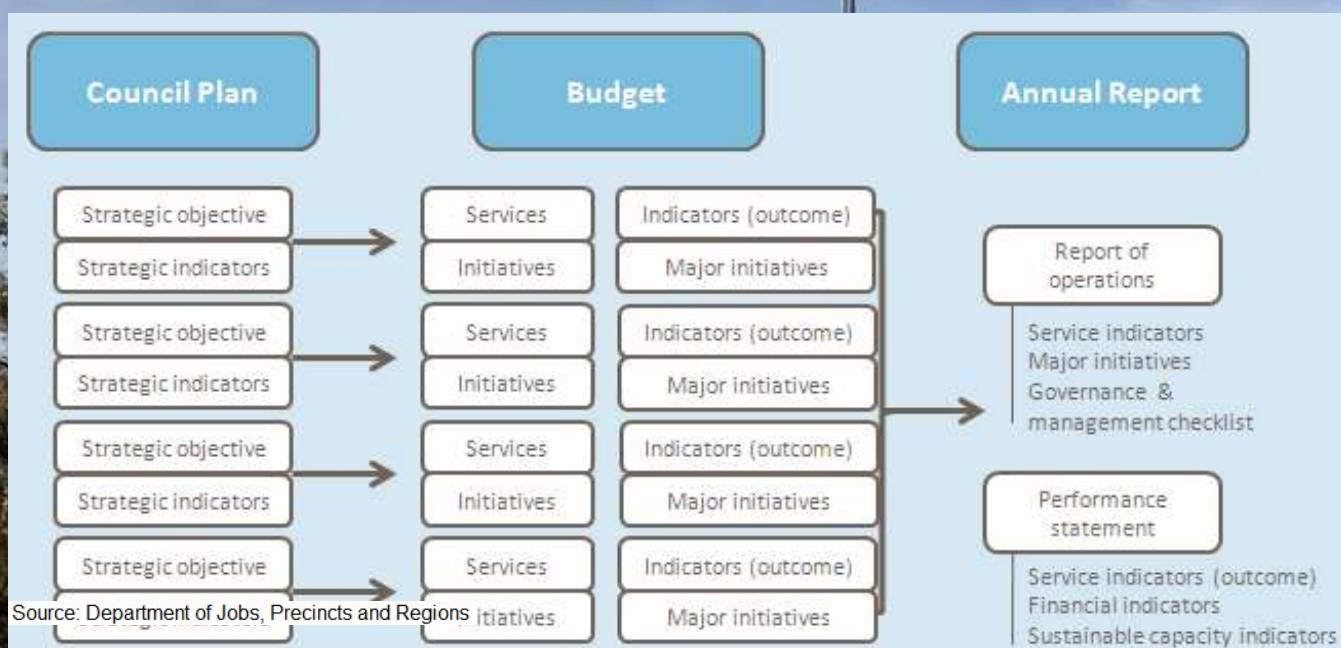 Council Plan
Budget
Annual Report
Strategic objective
Strategic indicators
Services
Initiatives
Indicators (outcome)
Major initiatives
Strategic objective
Strategic indicators
Services
Initiatives
Indicators (outcome)
Major initiatives
Strategic objective
Strategic indicators
Services
Initiatives
Indicators (outcome)
Major initiatives
Strategic objective
Services
Initiatives
Indicators (outcome)
Major initiatives
Report of
operations
Service indicators
Major initiatives
Governance &
management checklist
Performance
statement
Service indicators (outcome)
Financial indicators
Sustainable capacity indicators
Source: Department of Jobs, Precincts and Regions